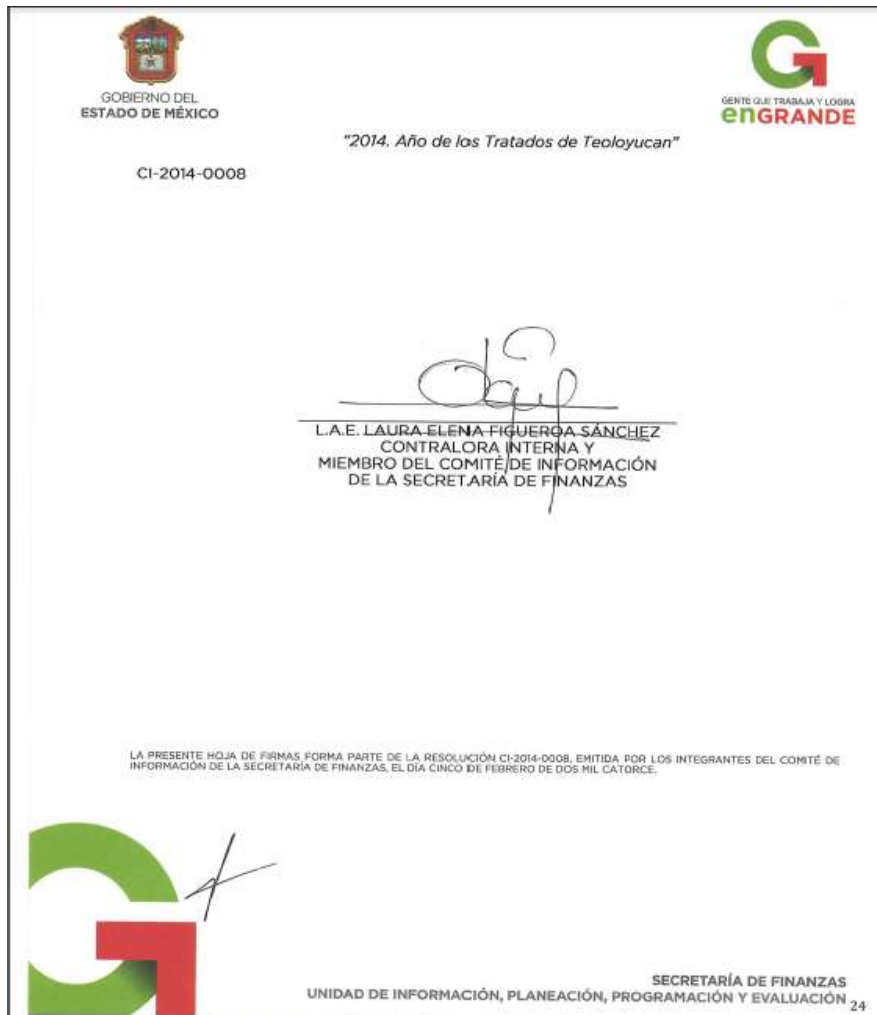 GOBIERNO DEL
ESTADO DE MÉXICO
GENTE QUE TRABAJA Y LOGRA
enGRANDE
"2014. Año de los Tratados de Teoloyucan"
CI-2014-0008
L.A.E. LAURA ELENA FIGUEROA SÁNCHEZ
CONTRALORA INTERNA Y
MIEMBRO DEL COMITÉ DE INFORMACIÓN
DE LA SECRETARÍA DE FINANZAS
LA PRESENTE HOJA DE FIRMAS FORMA PARTE DE LA RESOLUCIÓN CI-2014-0008, EMITIDA POR LOS INTEGRANTES DEL COMITÉ DE
INFORMACIÓN DE LA SECRETARÍA DE FINANZAS, EL DÍA CINCO DE FEBRERO DE DOS MIL CATORCE.
SECRETARÍA DE FINANZAS
UNIDAD DE INFORMACIÓN, PLANEACIÓN, PROGRAMACIÓN Y EVALUACIÓN 24